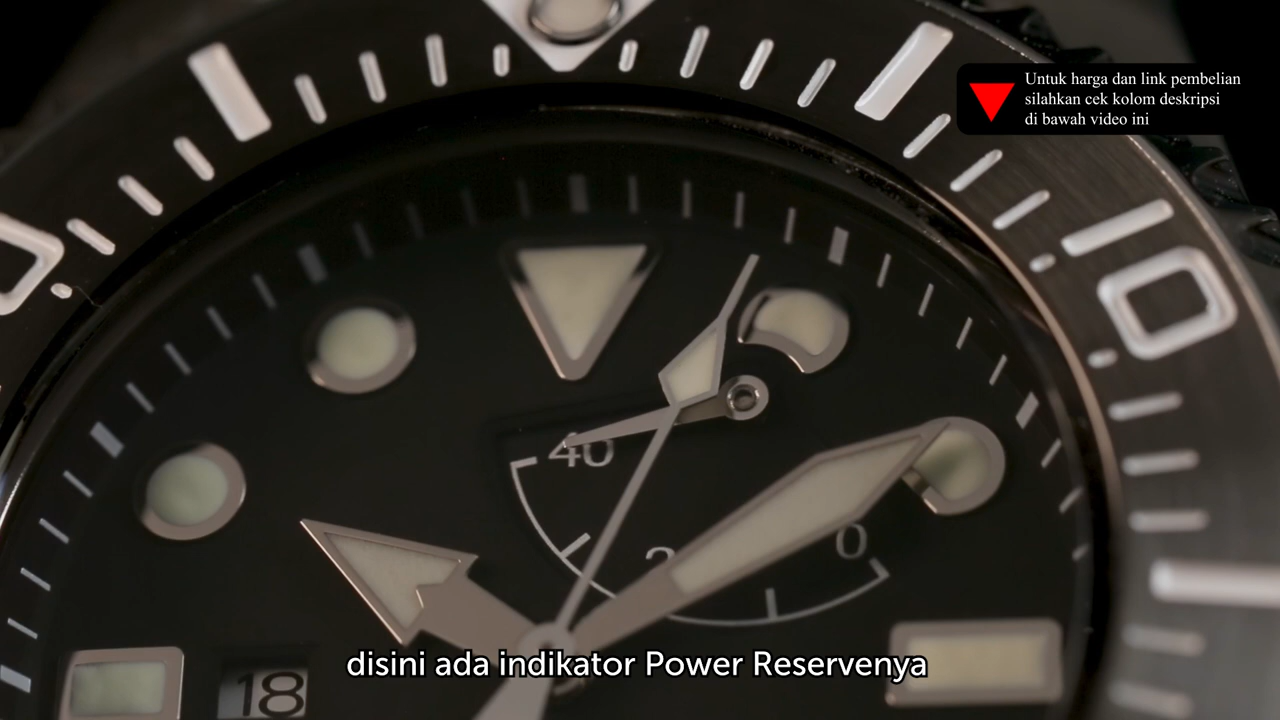 Untuk harga dan link pembelian
silahkan cek kolom deskripsi
di bawah video ini
10
40
0
18
disini ada indikator Power Reservenya